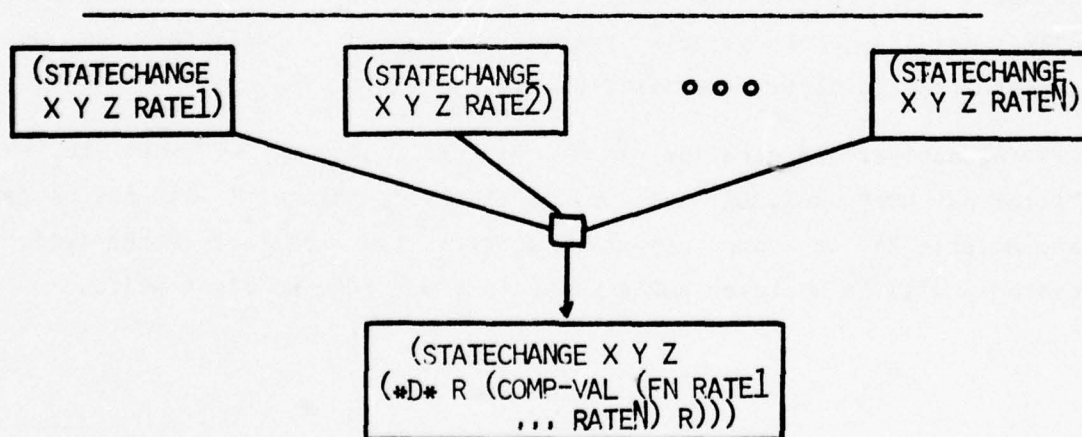 (STATECHANGE
X Y Z RATE1)
(STATECHANGE
X Y Z RATE2)
(STATECHANGE
X Y Z RATEN)
(STATECHANGE X Y Z
(*D* R (COMP-VAL (FN RATE1
... RATEN) R)))